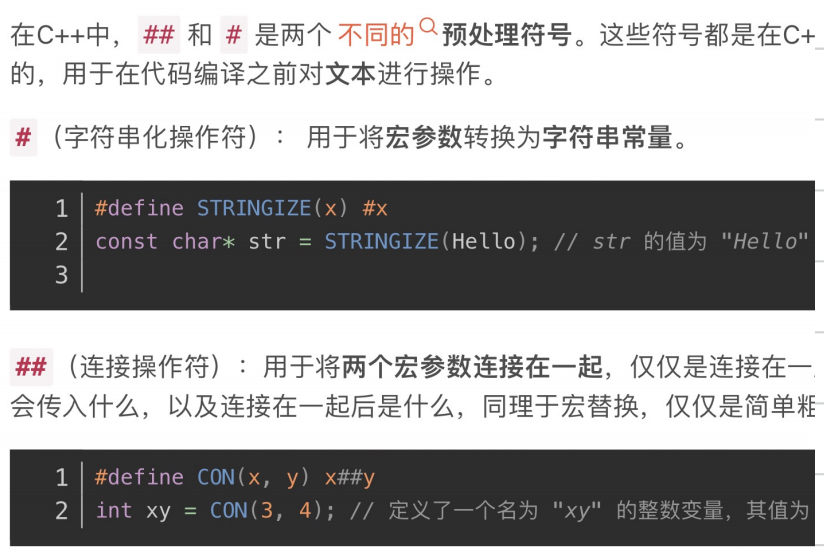 在C++中， ## 和 # 是两个 不同的 预处理符号。这些符号都是在C+
的，用于在代码编译之前对文本进行操作。
# （字符串化操作符）： 用于将宏参数转换为字符串常量。
1 #define STRINGIZE(x) #x
2 const char* str = STRINGIZE(Hello); // str 的值为 "Hello"
3
## （连接操作符）：用于将两个宏参数连接在一起，仅仅是连接在一
会传入什么，以及连接在一起后是什么，同理于宏替换，仅仅是简单粗
1 #define CON(x, y) x##y
2 int xy = CON(3, 4); // 定义了一个名为 "xy" 的整数变量，其值为